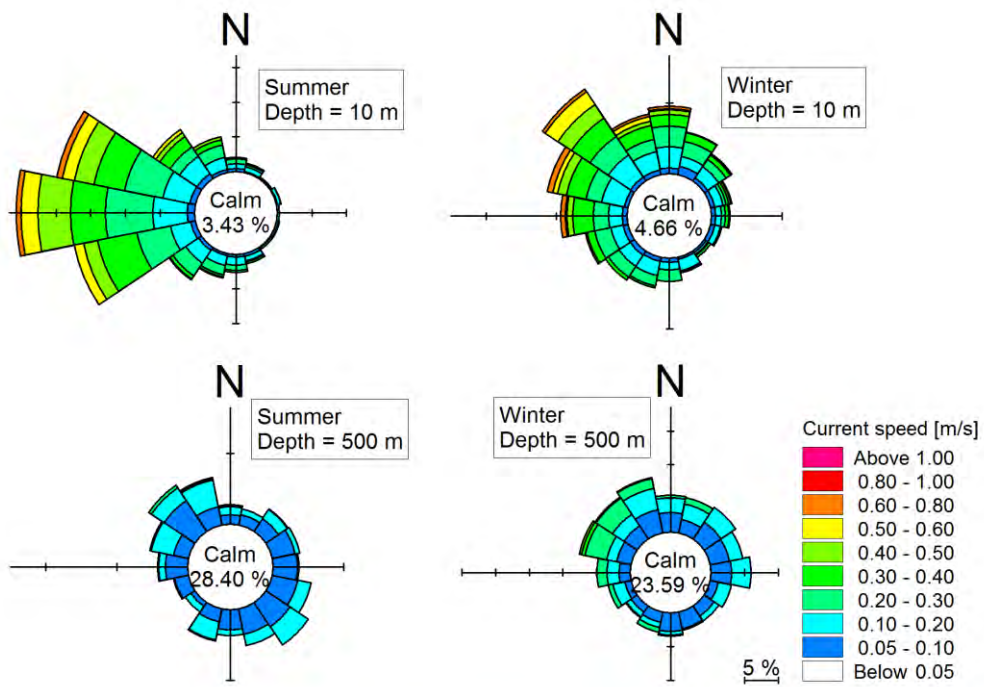 N
Summer
Depth = 10 m
Calm
3.43 %
N
Winter
Depth = 10 m
Calm
4.66 %
N
Summer
Depth = 500 m
Calm
28.40 %
N
Winter
Depth = 500 m
Calm
23.59 %
5 %
Current speed [m/s]
Above 1.00
0.80 - 1.00
0.60 - 0.80
0.50 - 0.60
0.40 - 0.50
0.30 - 0.40
0.20 - 0.30
0.10 - 0.20
0.05 - 0.10
Below 0.05